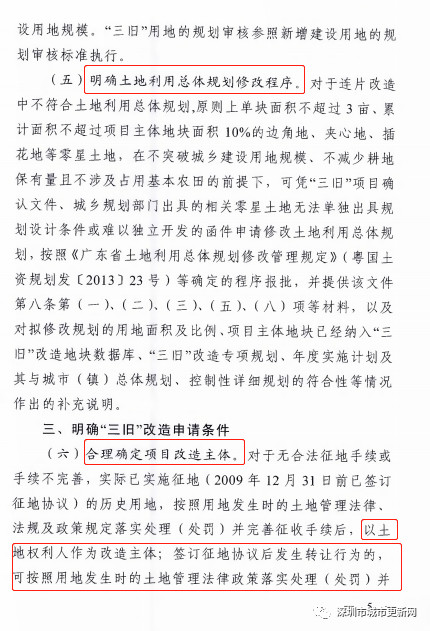 设用地规模。“三旧”用地的规划审核参照新增建设用地的规
划审核标准执行。
（五）明确土地利用总体规划修改程序。对于连片改造
中不符合土地利用总体规划,原则上单块面积不超过 3 亩、累
计面积不超过项目主体地块面积 10%的边角地、夹心地、插
花地等零星土地，在不突破城乡建设用地规模、不减少耕地
保有量且不涉及占用基本农田的前提下，可凭“三旧”项目确
认文件、城乡规划部门出具的相关零星土地无法单独出具规
划设计条件或难以独立开发的函件申请修改土地利用总体规
划，按照《广东省土地利用总体规划修改管理规定》（粤国土
资规划发〔2013〕23 号）等确定的程序报批，并提供该文件
第八条第（一）、（二）、（三）、（五）、（八）项等材料，以及
对拟修改规划的用地面积及比例、项目主体地块已经纳入“三
旧”改造地块数据库、“三旧”改造专项规划、年度实施计划及
其与城市（镇）总体规划、控制性详细规划的符合性等情况
作出的补充说明。
三、明确“三旧”改造申请条件
（六）合理确定项目改造主体。对于无合法征地手续或
手续不完善，实际已实施征地（2009 年 12 月 31 日前已签订
征地协议）的历史用地，按照用地发生时的土地管理法律、
法规及政策规定落实处理（处罚）并完善征收手续后，以土
地权利人作为改造主体；签订征地协议后发生转让行为的，
可按照用地发生时的土地管理法律政策落实处理（处罚）并
5
深圳市城市更新网